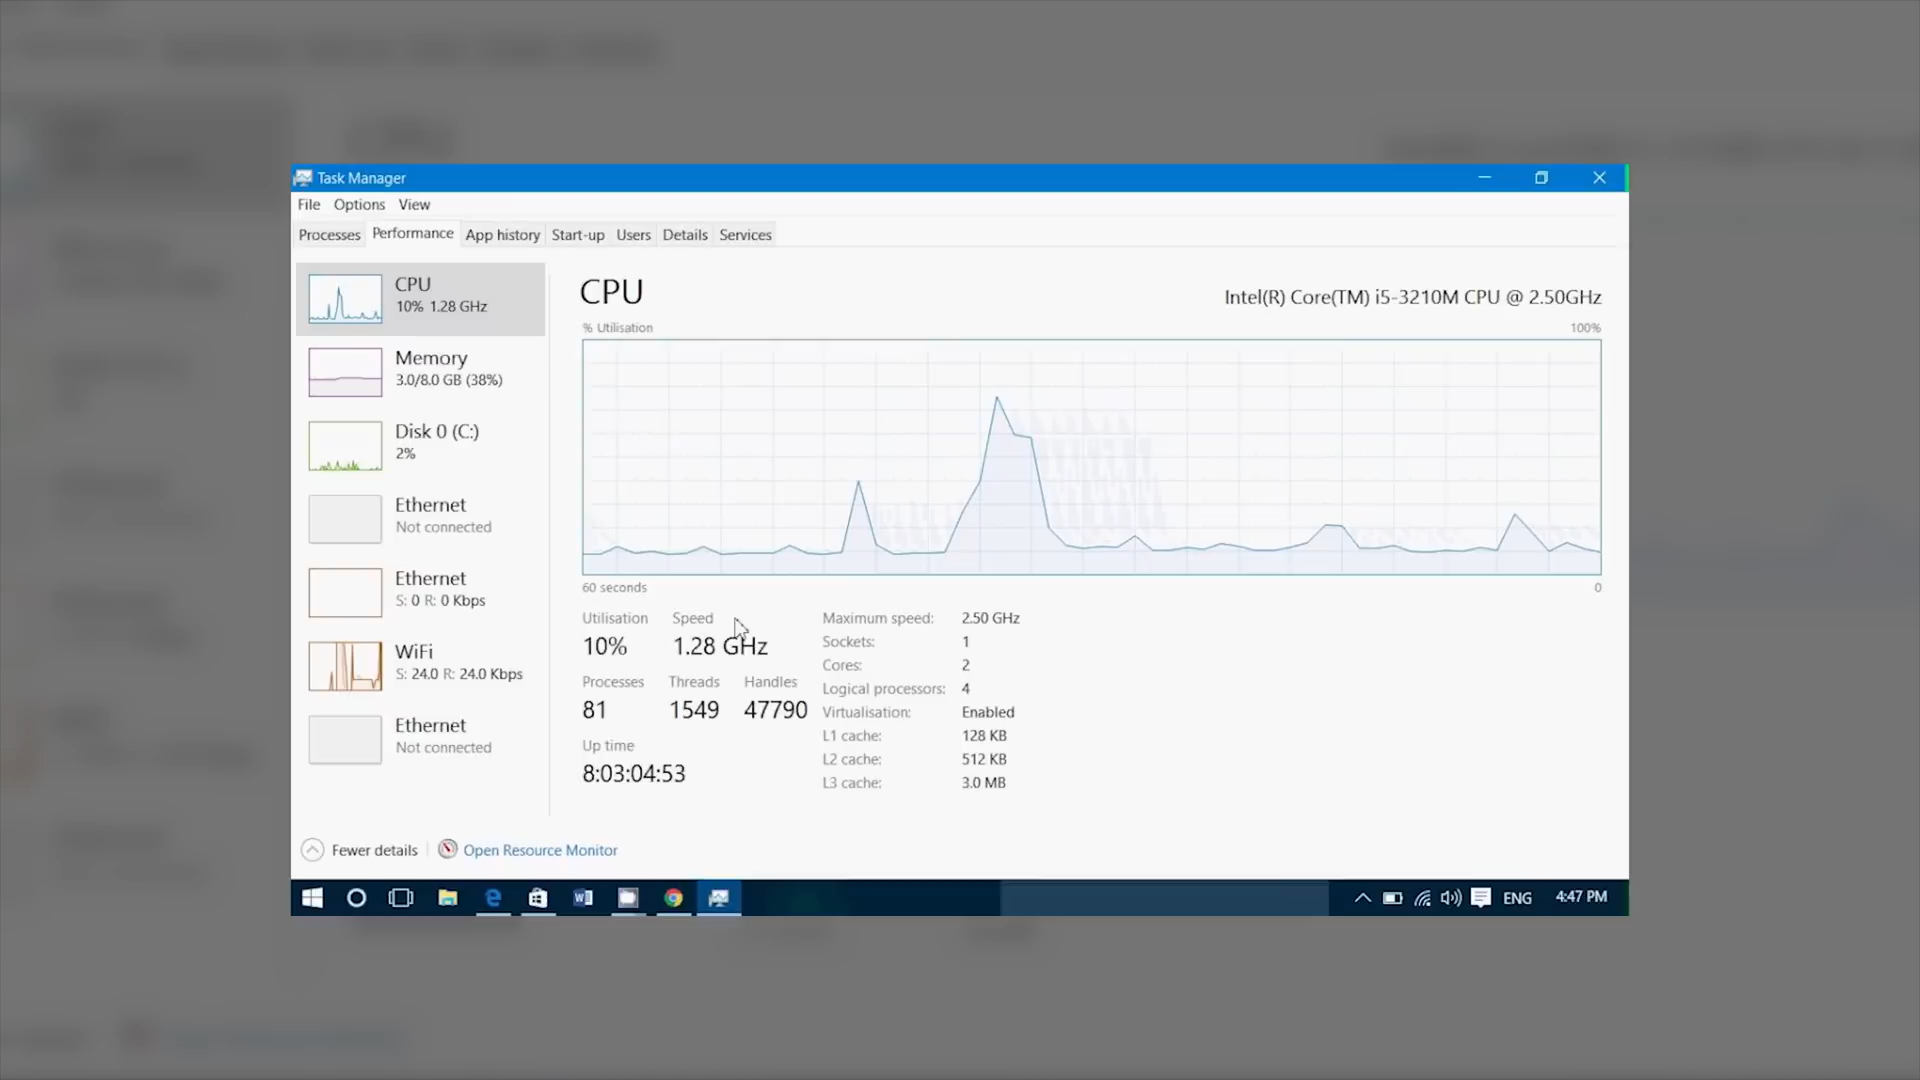 Task Manager
File Options View
Processes Performance App history Start-up Users Details Services
CPU
10% 1.28 GHz
Memory
3.0/8.0 GB (38%)
Disk 0 (C:)
2%
Ethernet
Not connected
Ethernet
S: 0 R: 0 Kbps
WiFi
S: 24.0 R: 24.0 Kbps
Ethernet
Not connected
CPU
Intel(R) Core(TM) i5-3210M CPU @ 2.50GHz
% Utilisation 100%
60 seconds 0
Utilisation Speed
10% 1.28 GHz
Processes Threads Handles
81 1549 47790
Up time
8:03:04:53
Maximum speed: 2.50 GHz
Sockets: 1
Cores: 2
Logical processors: 4
Virtualisation: Enabled
L1 cache: 128 KB
L2 cache: 512 KB
L3 cache: 3.0 MB
Fewer details Open Resource Monitor
ENG 4:47 PM